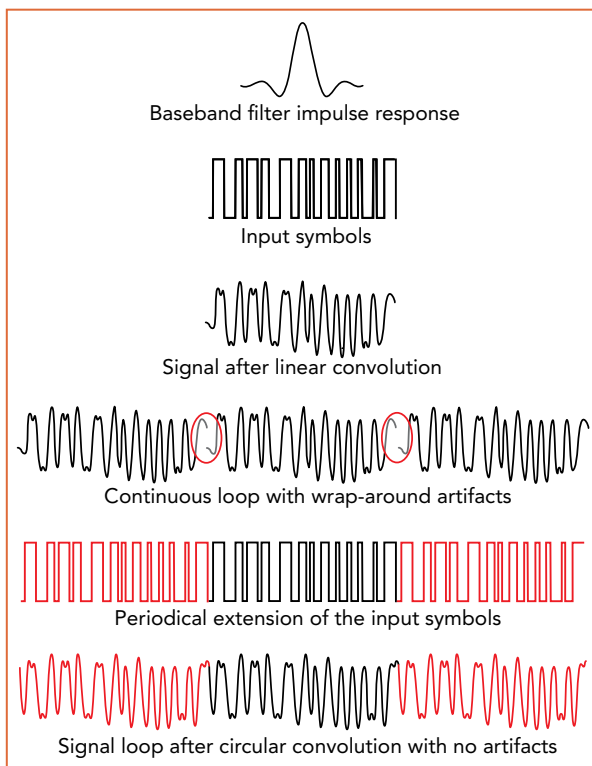 Baseband filter impulse response
Input symbols
Signal after linear convolution
Continuous loop with wrap-around artifacts
Periodical extension of the input symbols
Signal loop after circular convolution with no artifacts